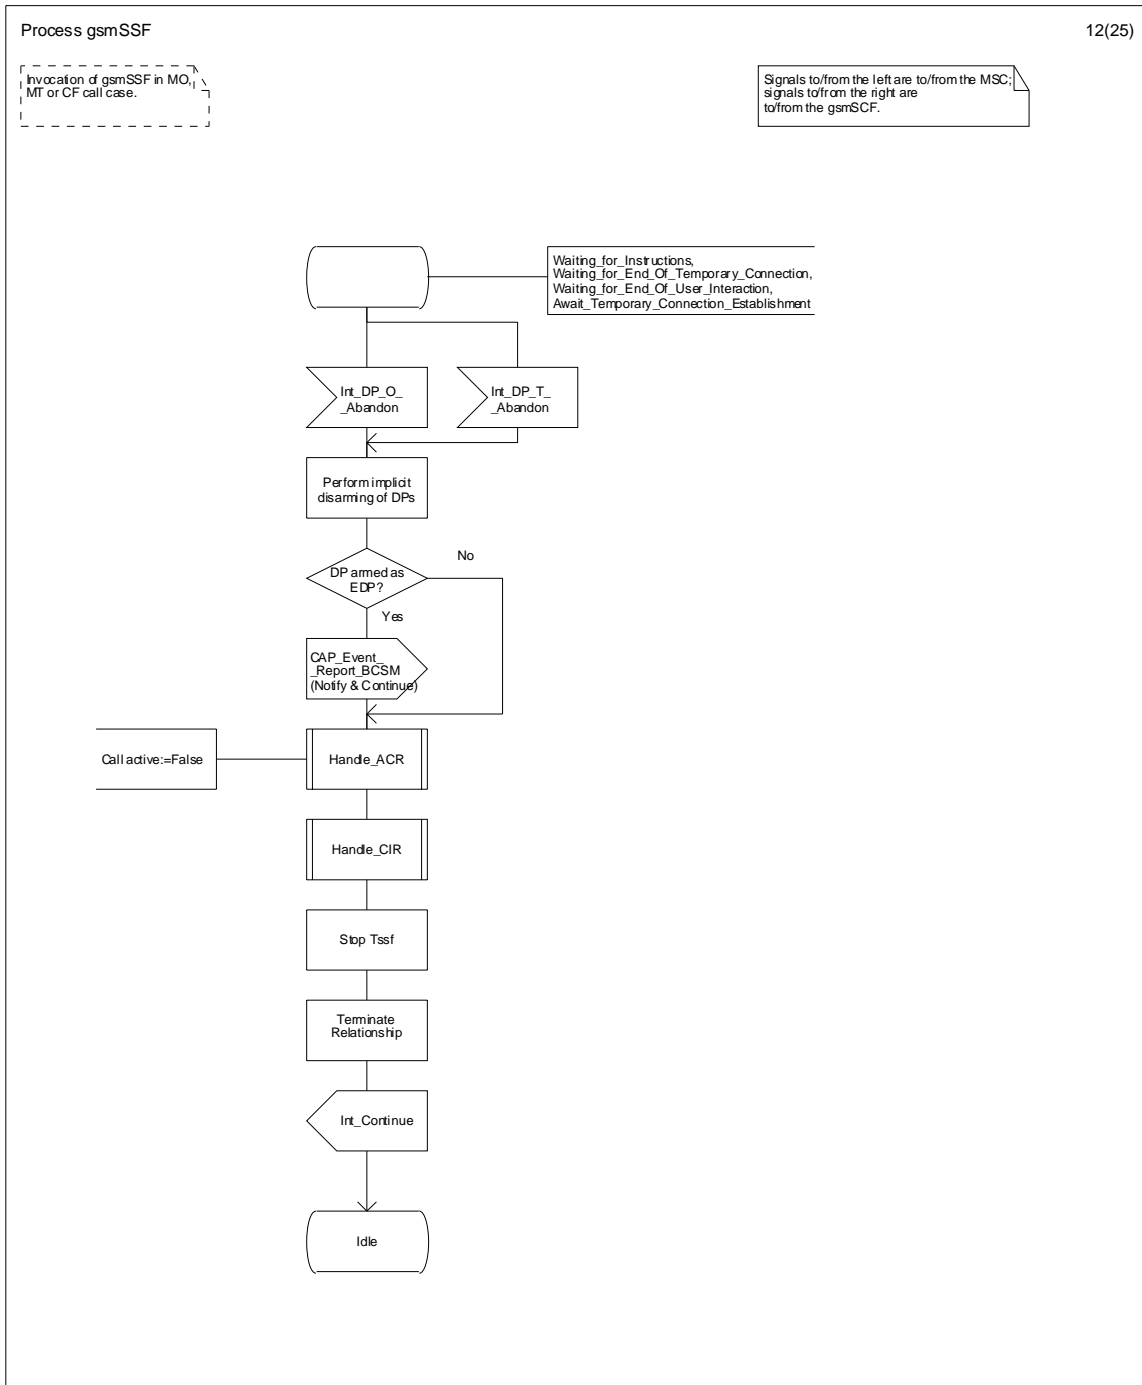 Process gsmSSF
12(25)
Invocation of gsmSSF in MO,
MT or CF call case.
Signals to/from the left are to/from the MSC;
signals to/from the right are
to/from the gsmSCF.
Waiting_for_Instructions,
Waiting_for_End_Of_Temporary_Connection,
Waiting_for_End_Of_User_Interaction,
Await_Temporary_Connection_Establishment
Int_DP_O_
_Abandon
Int_DP_T_
_Abandon
Perform implicit
disarming of DPs
DP armed as
EDP?
No
Yes
CAP_Event_
_Report_BCSM
(Notify & Continue)
Call active:=False
Handle_ACR
Handle_CIR
Stop Tssf
Terminate
Relationship
Int_Continue
Idle